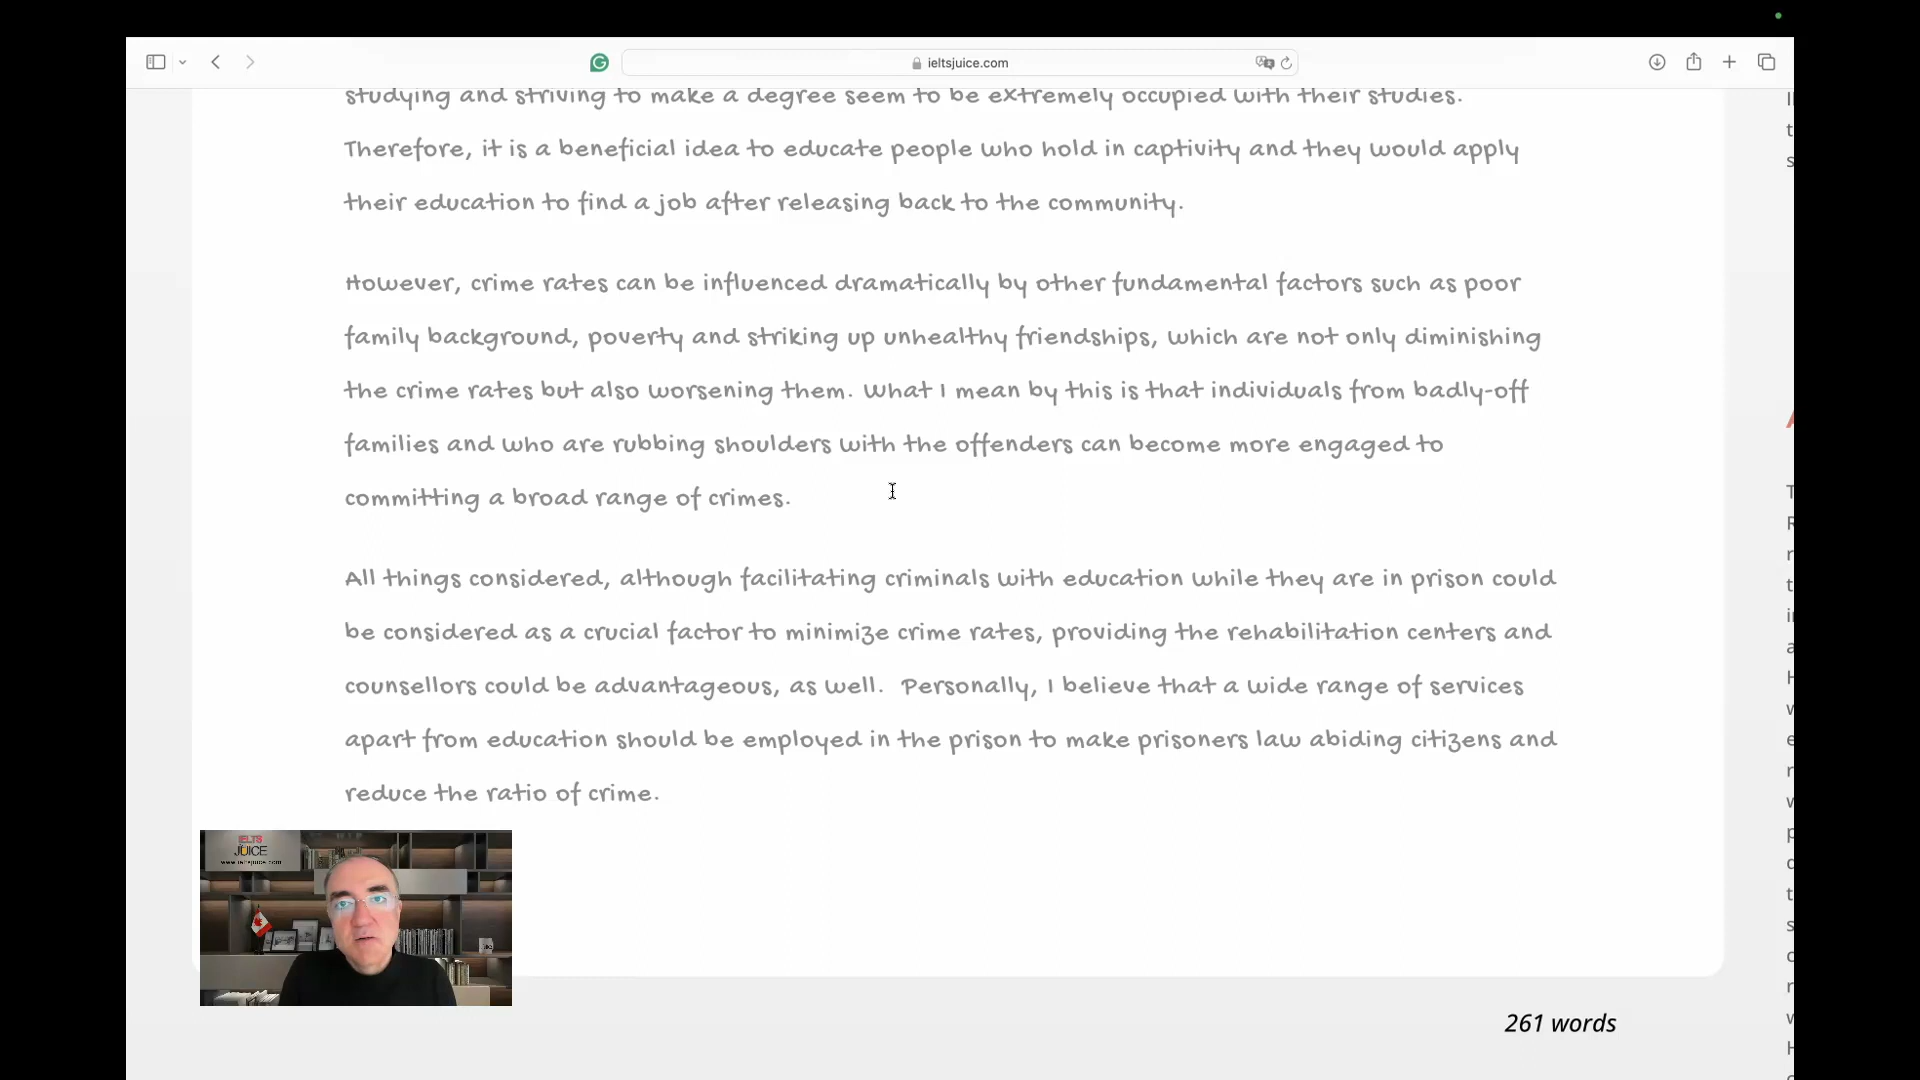 ieltsjuice.com
studying and striving to make a degree seem to be extremely occupied with their studies.
Therefore, it is a beneficial idea to educate people who hold in captivity and they would apply
their education to find a job after releasing back to the community.
However, crime rates can be influenced dramatically by other fundamental factors such as poor
family background, poverty and striking up unhealthy friendships, which are not only diminishing
the crime rates but also worsening them. What I mean by this is that individuals from badly-off
families and who are rubbing shoulders with the offenders can become more engaged to
committing a broad range of crimes.
All things considered, although facilitating criminals with education while they are in prison could
be considered as a crucial factor to minimize crime rates, providing the rehabilitation centers and
counsellors could be advantageous, as well. Personally, I believe that a wide range of services
apart from education should be employed in the prison to make prisoners law abiding citizens and
reduce the ratio of crime.
IELTS
JUICE
www.ieltsjuice.com
261 words